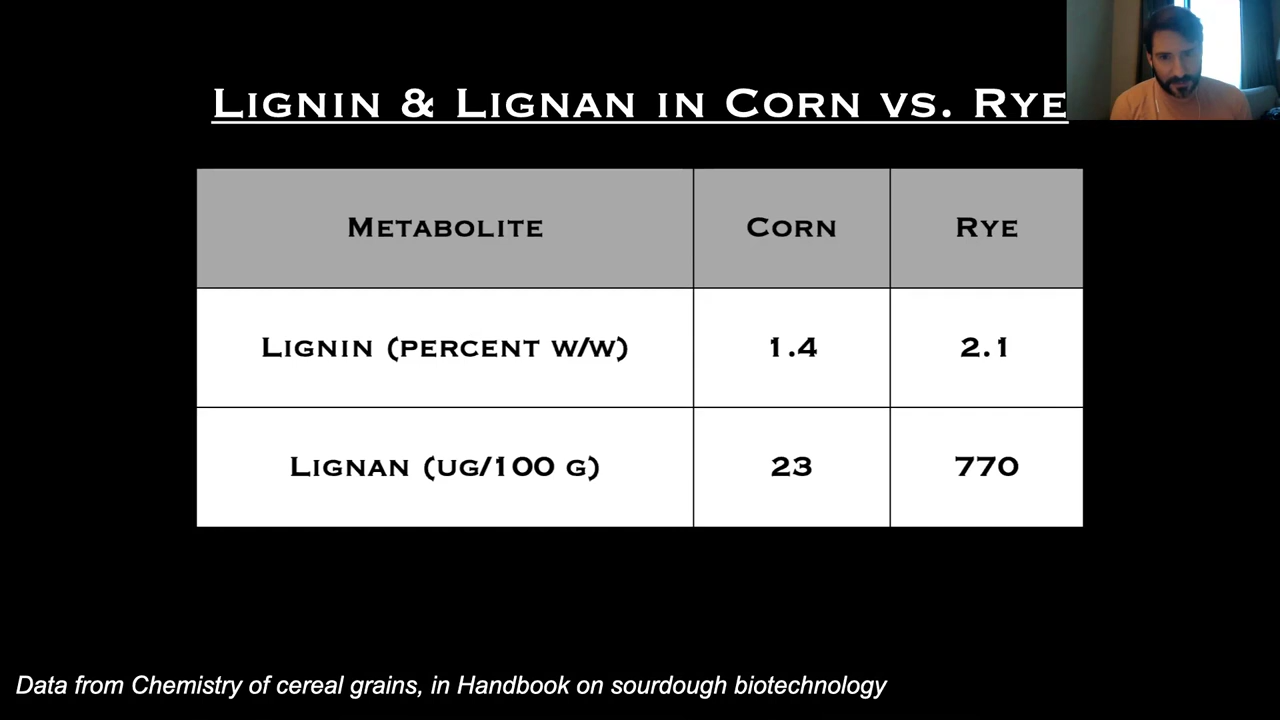 Lignin & Lignan in Corn vs. Rye
Metabolite Corn Rye
Lignin (percent w/w) 1.4 2.1
Lignan (ug/100 g) 23 770
Data from Chemistry of cereal grains, in Handbook on sourdough biotechnology